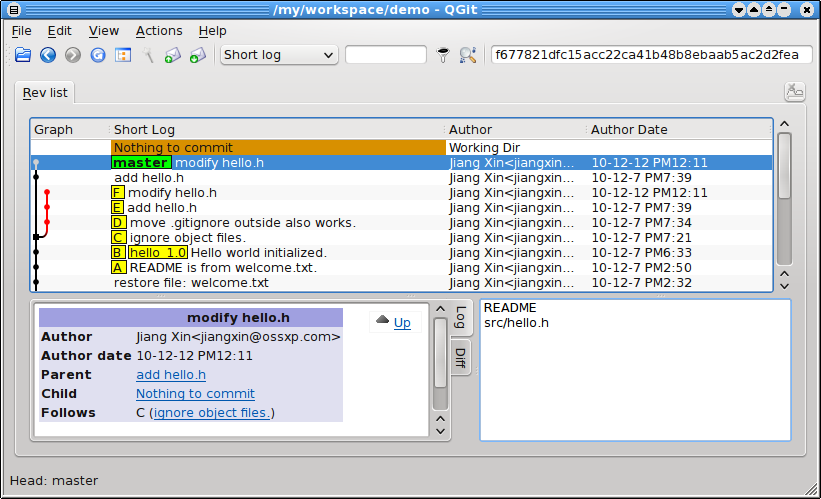 /my/workspace/demo - QGit
File Edit View Actions Help
Short log f677821dfc15acc22ca41b48b8ebaab5ac2d2fea
Rev list
Graph Short Log Author Author Date
Nothing to commit Working Dir
master modify hello.h Jiang Xin<jiangxin... 10-12-12 PM12:11
add hello.h Jiang Xin<jiangxin... 10-12-7 PM7:39
F modify hello.h Jiang Xin<jiangxin... 10-12-12 PM12:11
E add hello.h Jiang Xin<jiangxin... 10-12-7 PM7:39
D move .gitignore outside also works. Jiang Xin<jiangxin... 10-12-7 PM7:34
C ignore object files. Jiang Xin<jiangxin... 10-12-7 PM7:21
B hello_1.0 Hello world initialized. Jiang Xin<jiangxin... 10-12-7 PM6:33
A README is from welcome.txt. Jiang Xin<jiangxin... 10-12-7 PM2:50
restore file: welcome.txt Jiang Xin<jiangxin... 10-12-7 PM2:32
modify hello.h
Author Jiang Xin<jiangxin@ossxp.com>
Author date 10-12-12 PM12:11
Parent add hello.h
Child Nothing to commit
Follows C (ignore object files.)
Up
Log
Diff
README
src/hello.h
Head: master